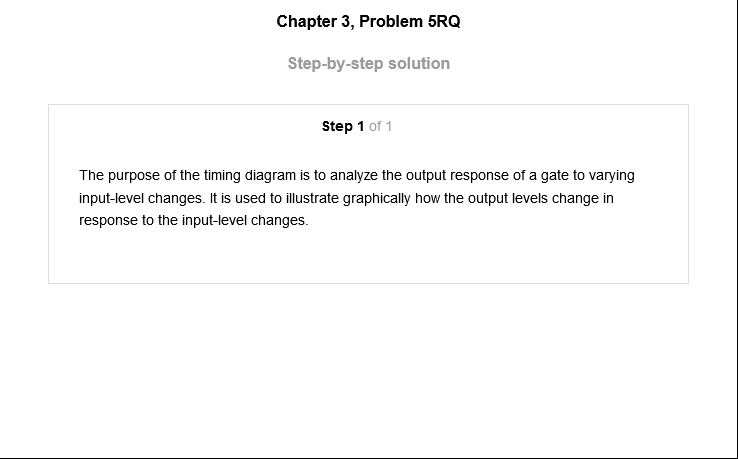 Chapter 3, Problem 5RQ
Step-by-step solution
Step 1 of 1
The purpose of the timing diagram is to analyze the output response of a gate to varying
input-level changes. It is used to illustrate graphically how the output levels change in
response to the input-level changes.